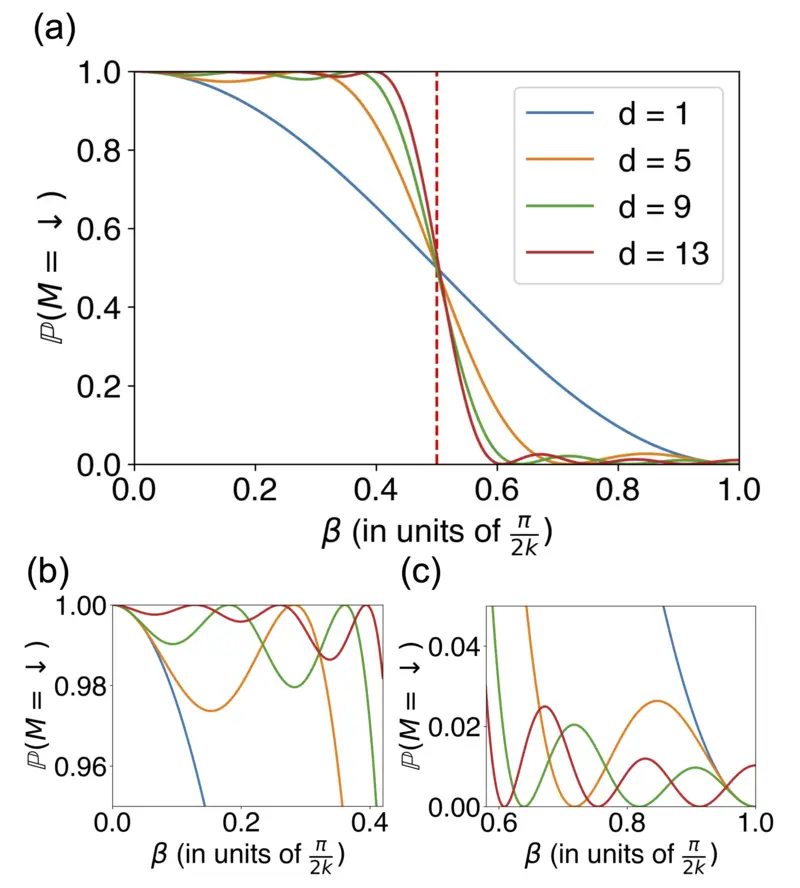 (a)
ℙ(M = ↓)
1.0
0.8
0.6
0.4
0.2
0.0
d = 1
d = 5
d = 9
d = 13
0.0 0.2 0.4 0.6 0.8 1.0
β (in units of π/2k)
(b)
ℙ(M = ↓)
1.00
0.98
0.96
0.0 0.2 0.4
β (in units of π/2k)
(c)
ℙ(M = ↓)
0.04
0.02
0.00
0.6 0.8 1.0
β (in units of π/2k)